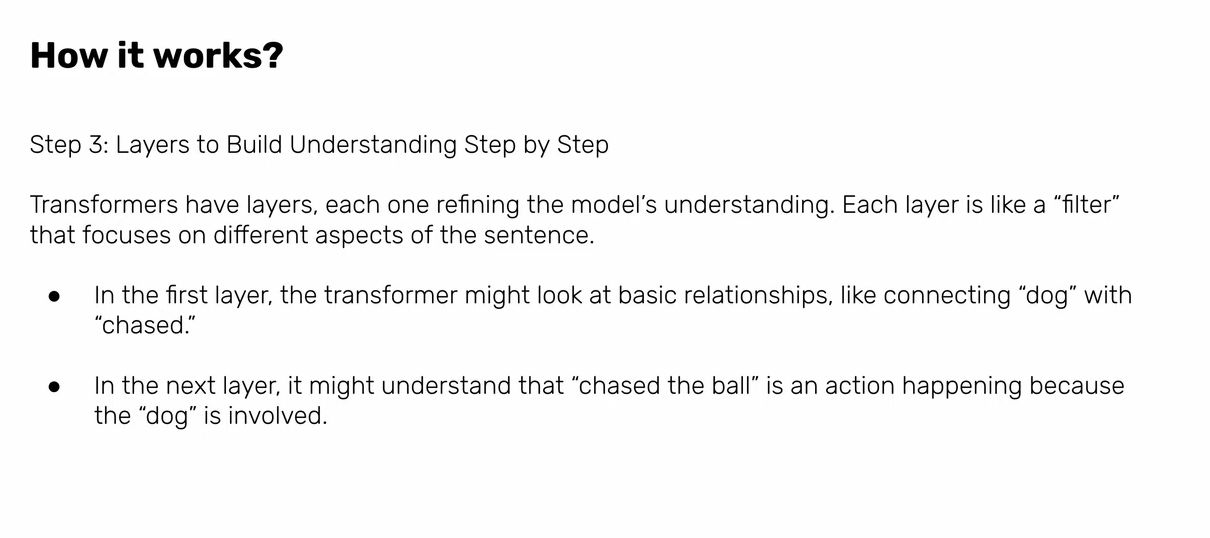 How it works?
Step 3: Layers to Build Understanding Step by Step
Transformers have layers, each one refining the model’s understanding. Each layer is like a “filter”
that focuses on different aspects of the sentence.
● In the first layer, the transformer might look at basic relationships, like connecting “dog” with
“chased.”
● In the next layer, it might understand that “chased the ball” is an action happening because
the “dog” is involved.